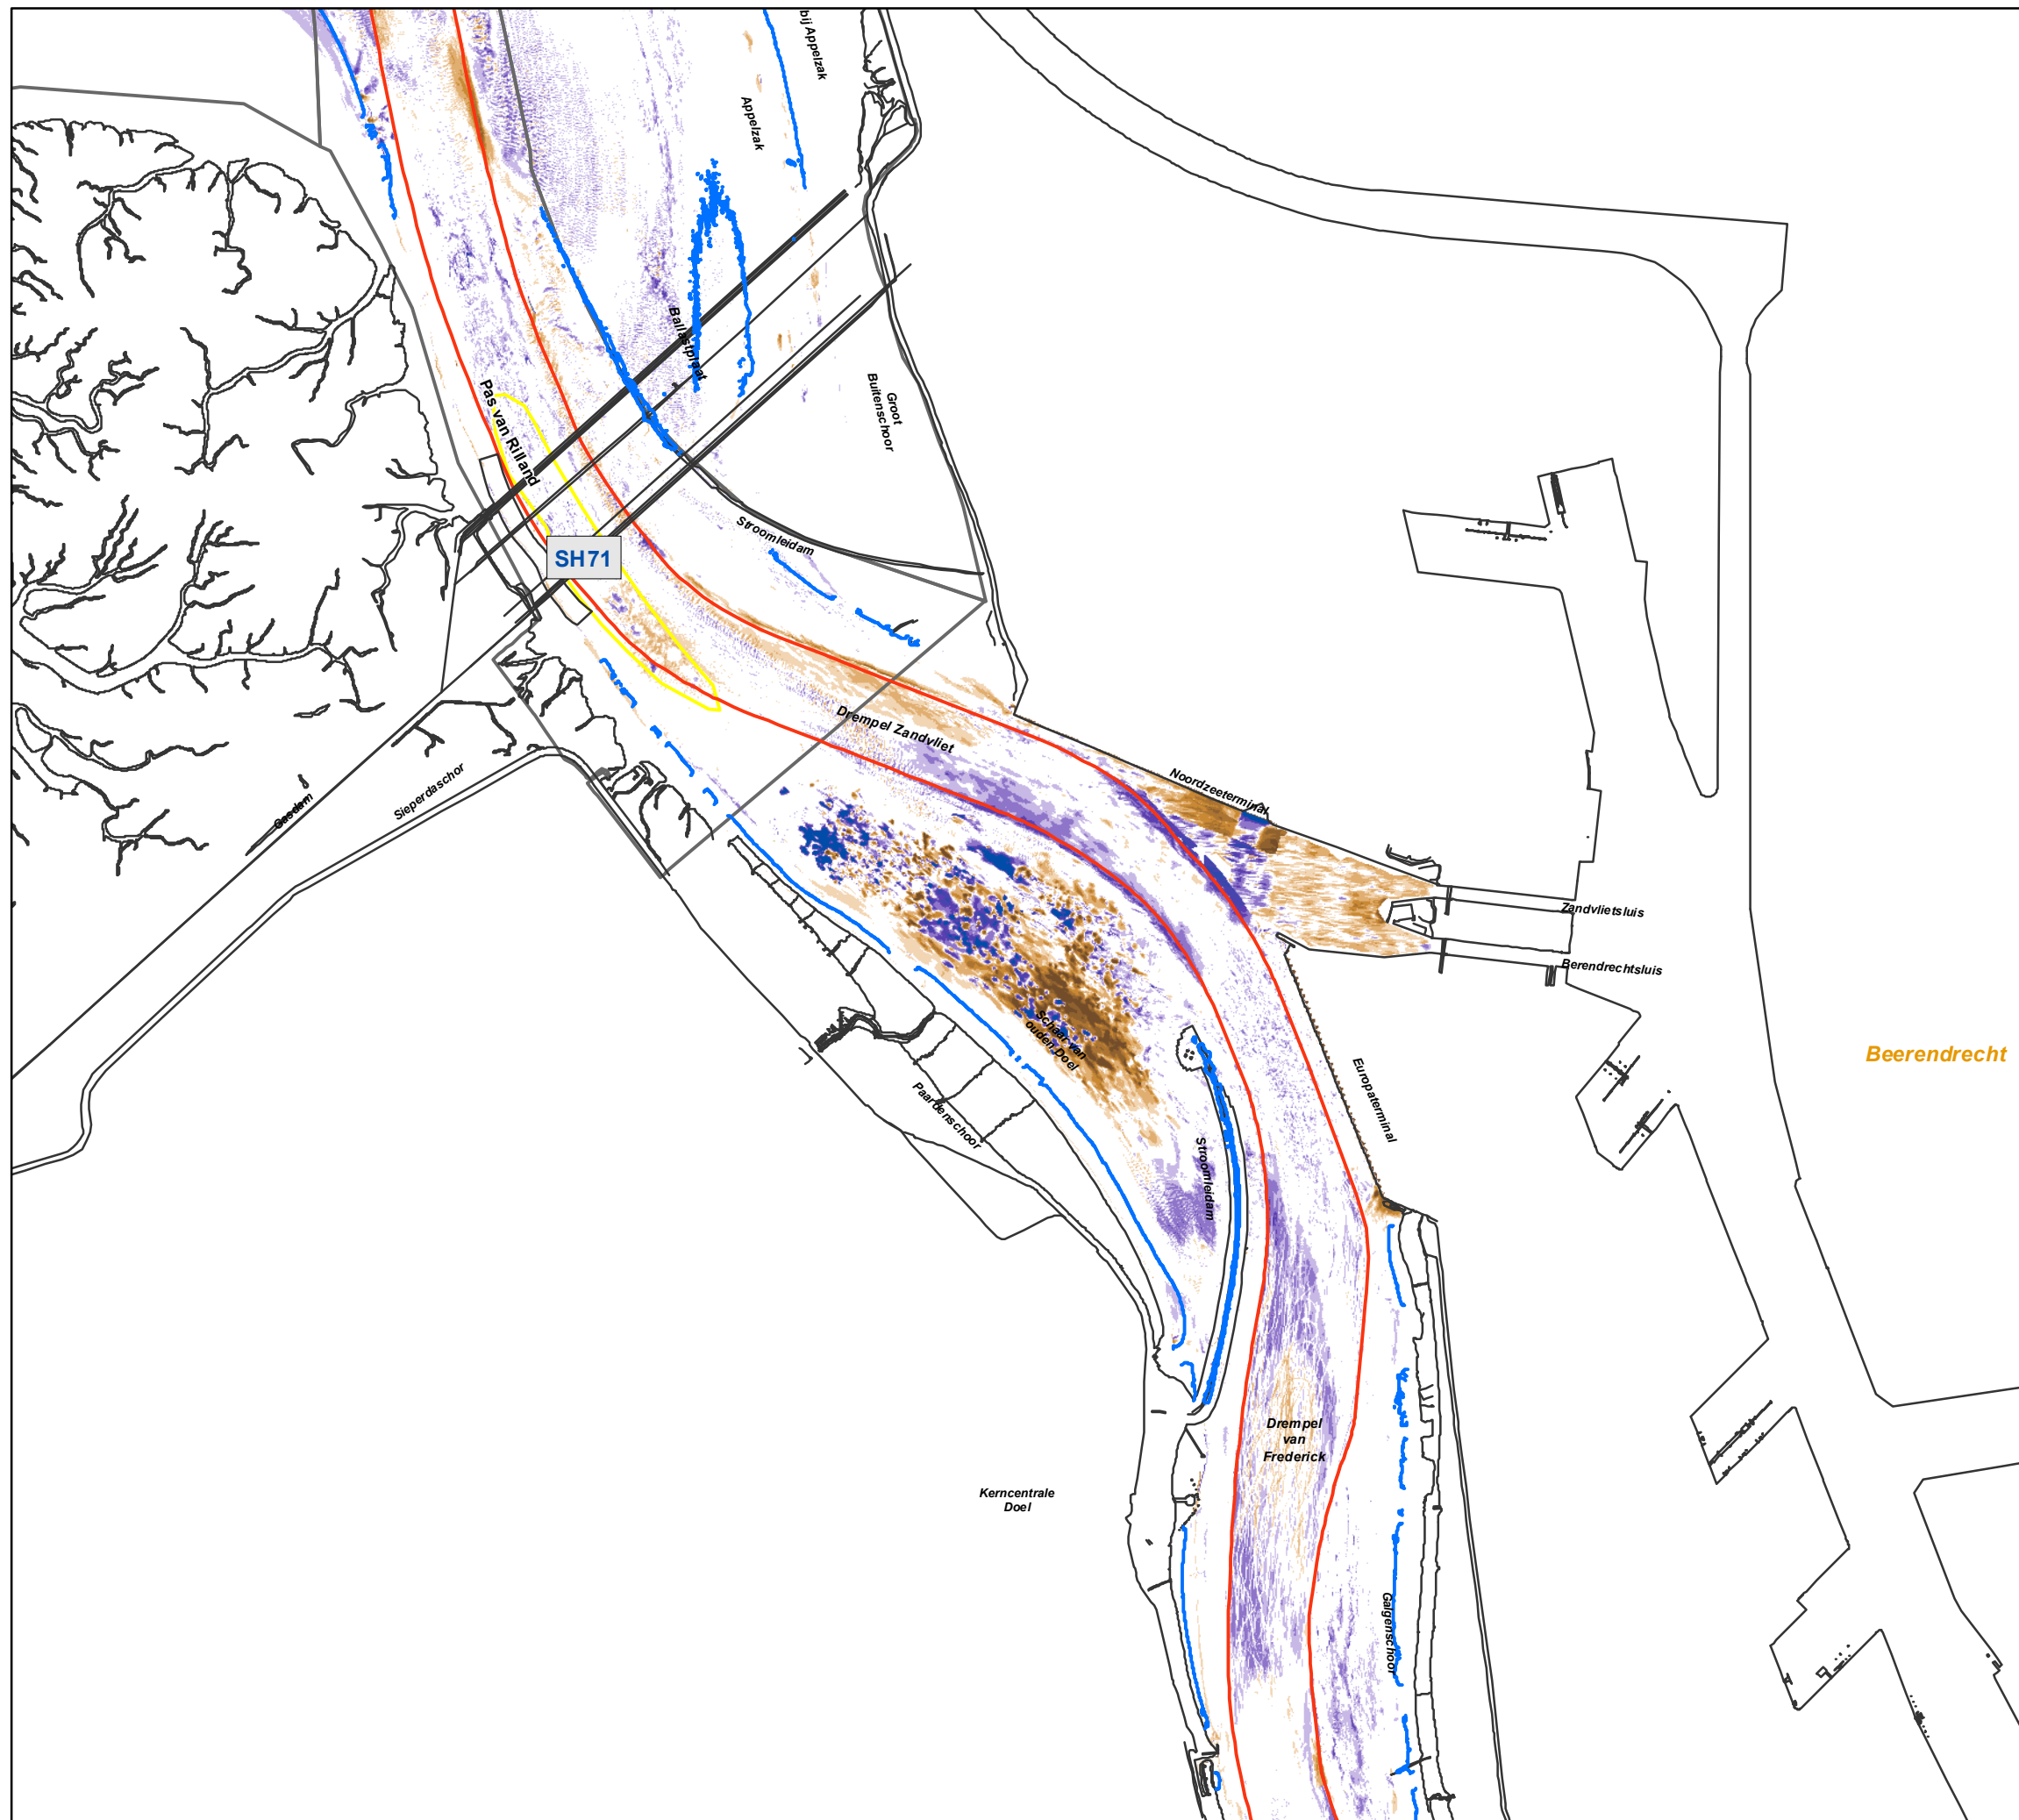 bij Appelzak
Appelzak
Ballastplaat
Groot
Buitenschoor
Pas van Rilland
Stroomleidam
SH71
Drempel Zandvliet
Noordzeeterminal
Gasdam
Sieperdaschor
Zandvlietsluis
Berendrechtsluis
Schaar van
ouden Doel
Beerendrecht
Europaterminal
Paardenschoor
Stroomleidam
Drempel
van
Frederick
Kerncentrale
Doel
Galgenschoor